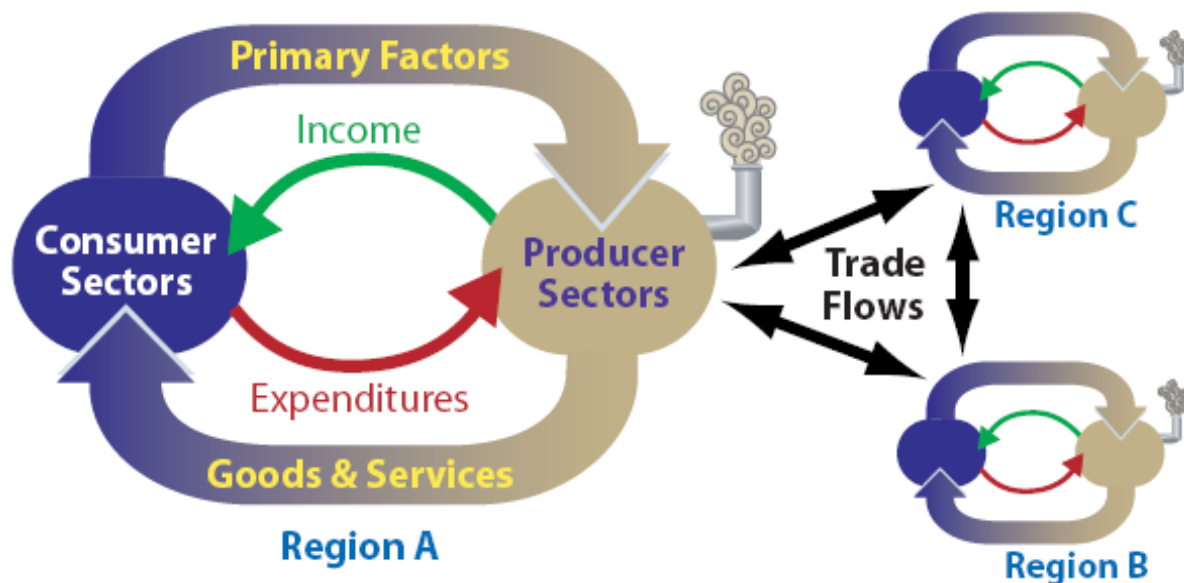 Primary Factors
Income
Consumer
Sectors
Producer
Sectors
Expenditures
Goods & Services
Region A
Trade
Flows
Region C
Region B